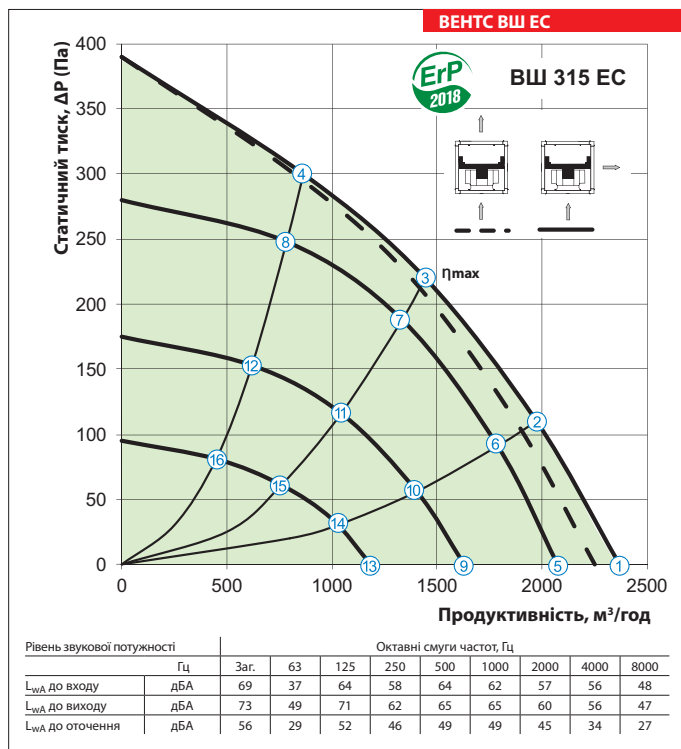 ВЕНТС ВШ ЕС
Статичний тиск, ΔP (Па)
400
350
300
250
200
150
100
50
0
ErP
2018
ВШ 315 ЕС
ηmax
1
2
3
4
5
6
7
8
9
10
11
12
13
14
15
16
0 500 1000 1500 2000 2500
Продуктивність, м³/год
Рівень звукової потужності Октавні смуги частот, Гц
Гц Заг. 63 125 250 500 1000 2000 4000 8000
LwA до входу дБА 69 37 64 58 64 62 57 56 48
LwA до виходу дБА 73 49 71 62 65 65 60 56 47
LwA до оточення дБА 56 29 52 46 49 49 45 34 27